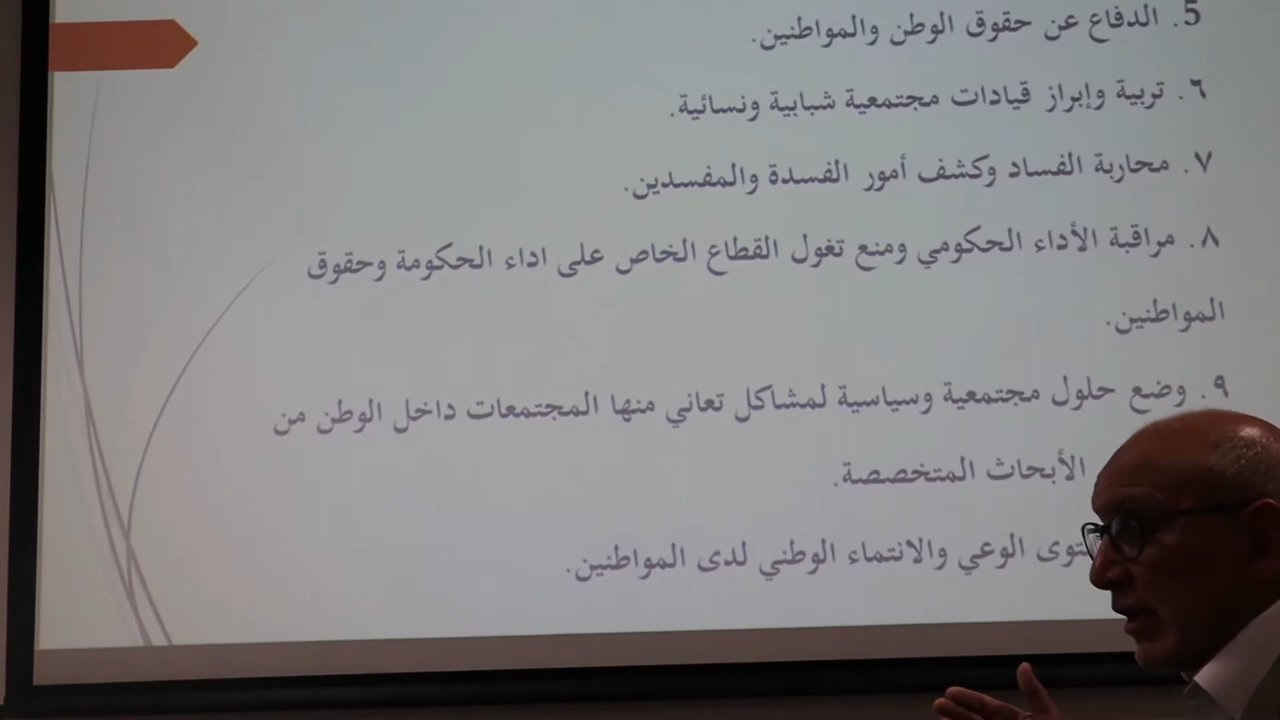 5. الدفاع عن حقوق الوطن والمواطنين.
٦. تربية وإبراز قيادات مجتمعية شبابية ونسائية.
٧. محاربة الفساد وكشف أمور الفسدة والمفسدين.
٨. مراقبة الأداء الحكومي ومنع تغول القطاع الخاص على اداء الحكومة وحقوق
المواطنين.
٩. وضع حلول مجتمعية وسياسية لمشاكل تعاني منها المجتمعات داخل الوطن من
الأبحاث المتخصصة.
الوعي والانتماء الوطني لدى المواطنين.